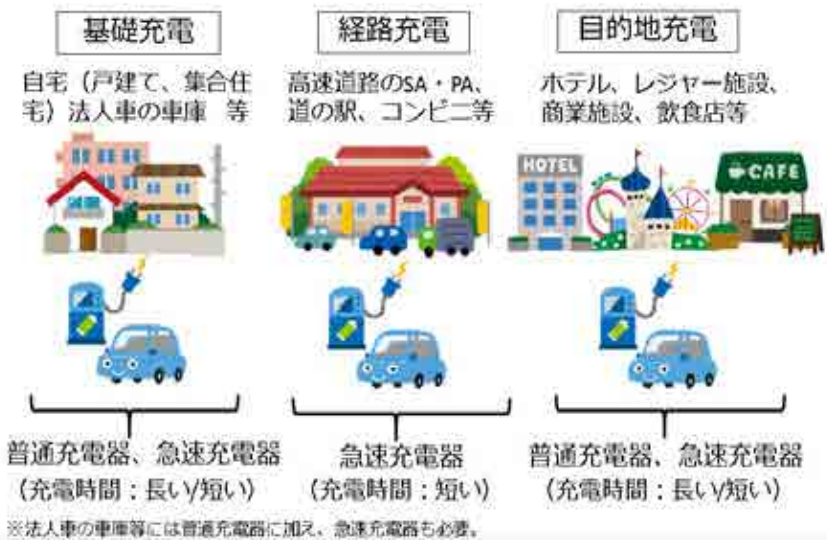 基礎充電
自宅（戸建て、集合住
宅）法人車の車庫　等
経路充電
高速道路のSA・PA、
道の駅、コンビニ等
目的地充電
ホテル、レジャー施設、
商業施設、飲食店等
HOTEL
CAFE
普通充電器、急速充電器
（充電時間：長い/短い）
急速充電器
（充電時間：短い）
普通充電器、急速充電器
（充電時間：長い/短い）
※法人車の車庫等には普通充電器に加え、急速充電器も必要。